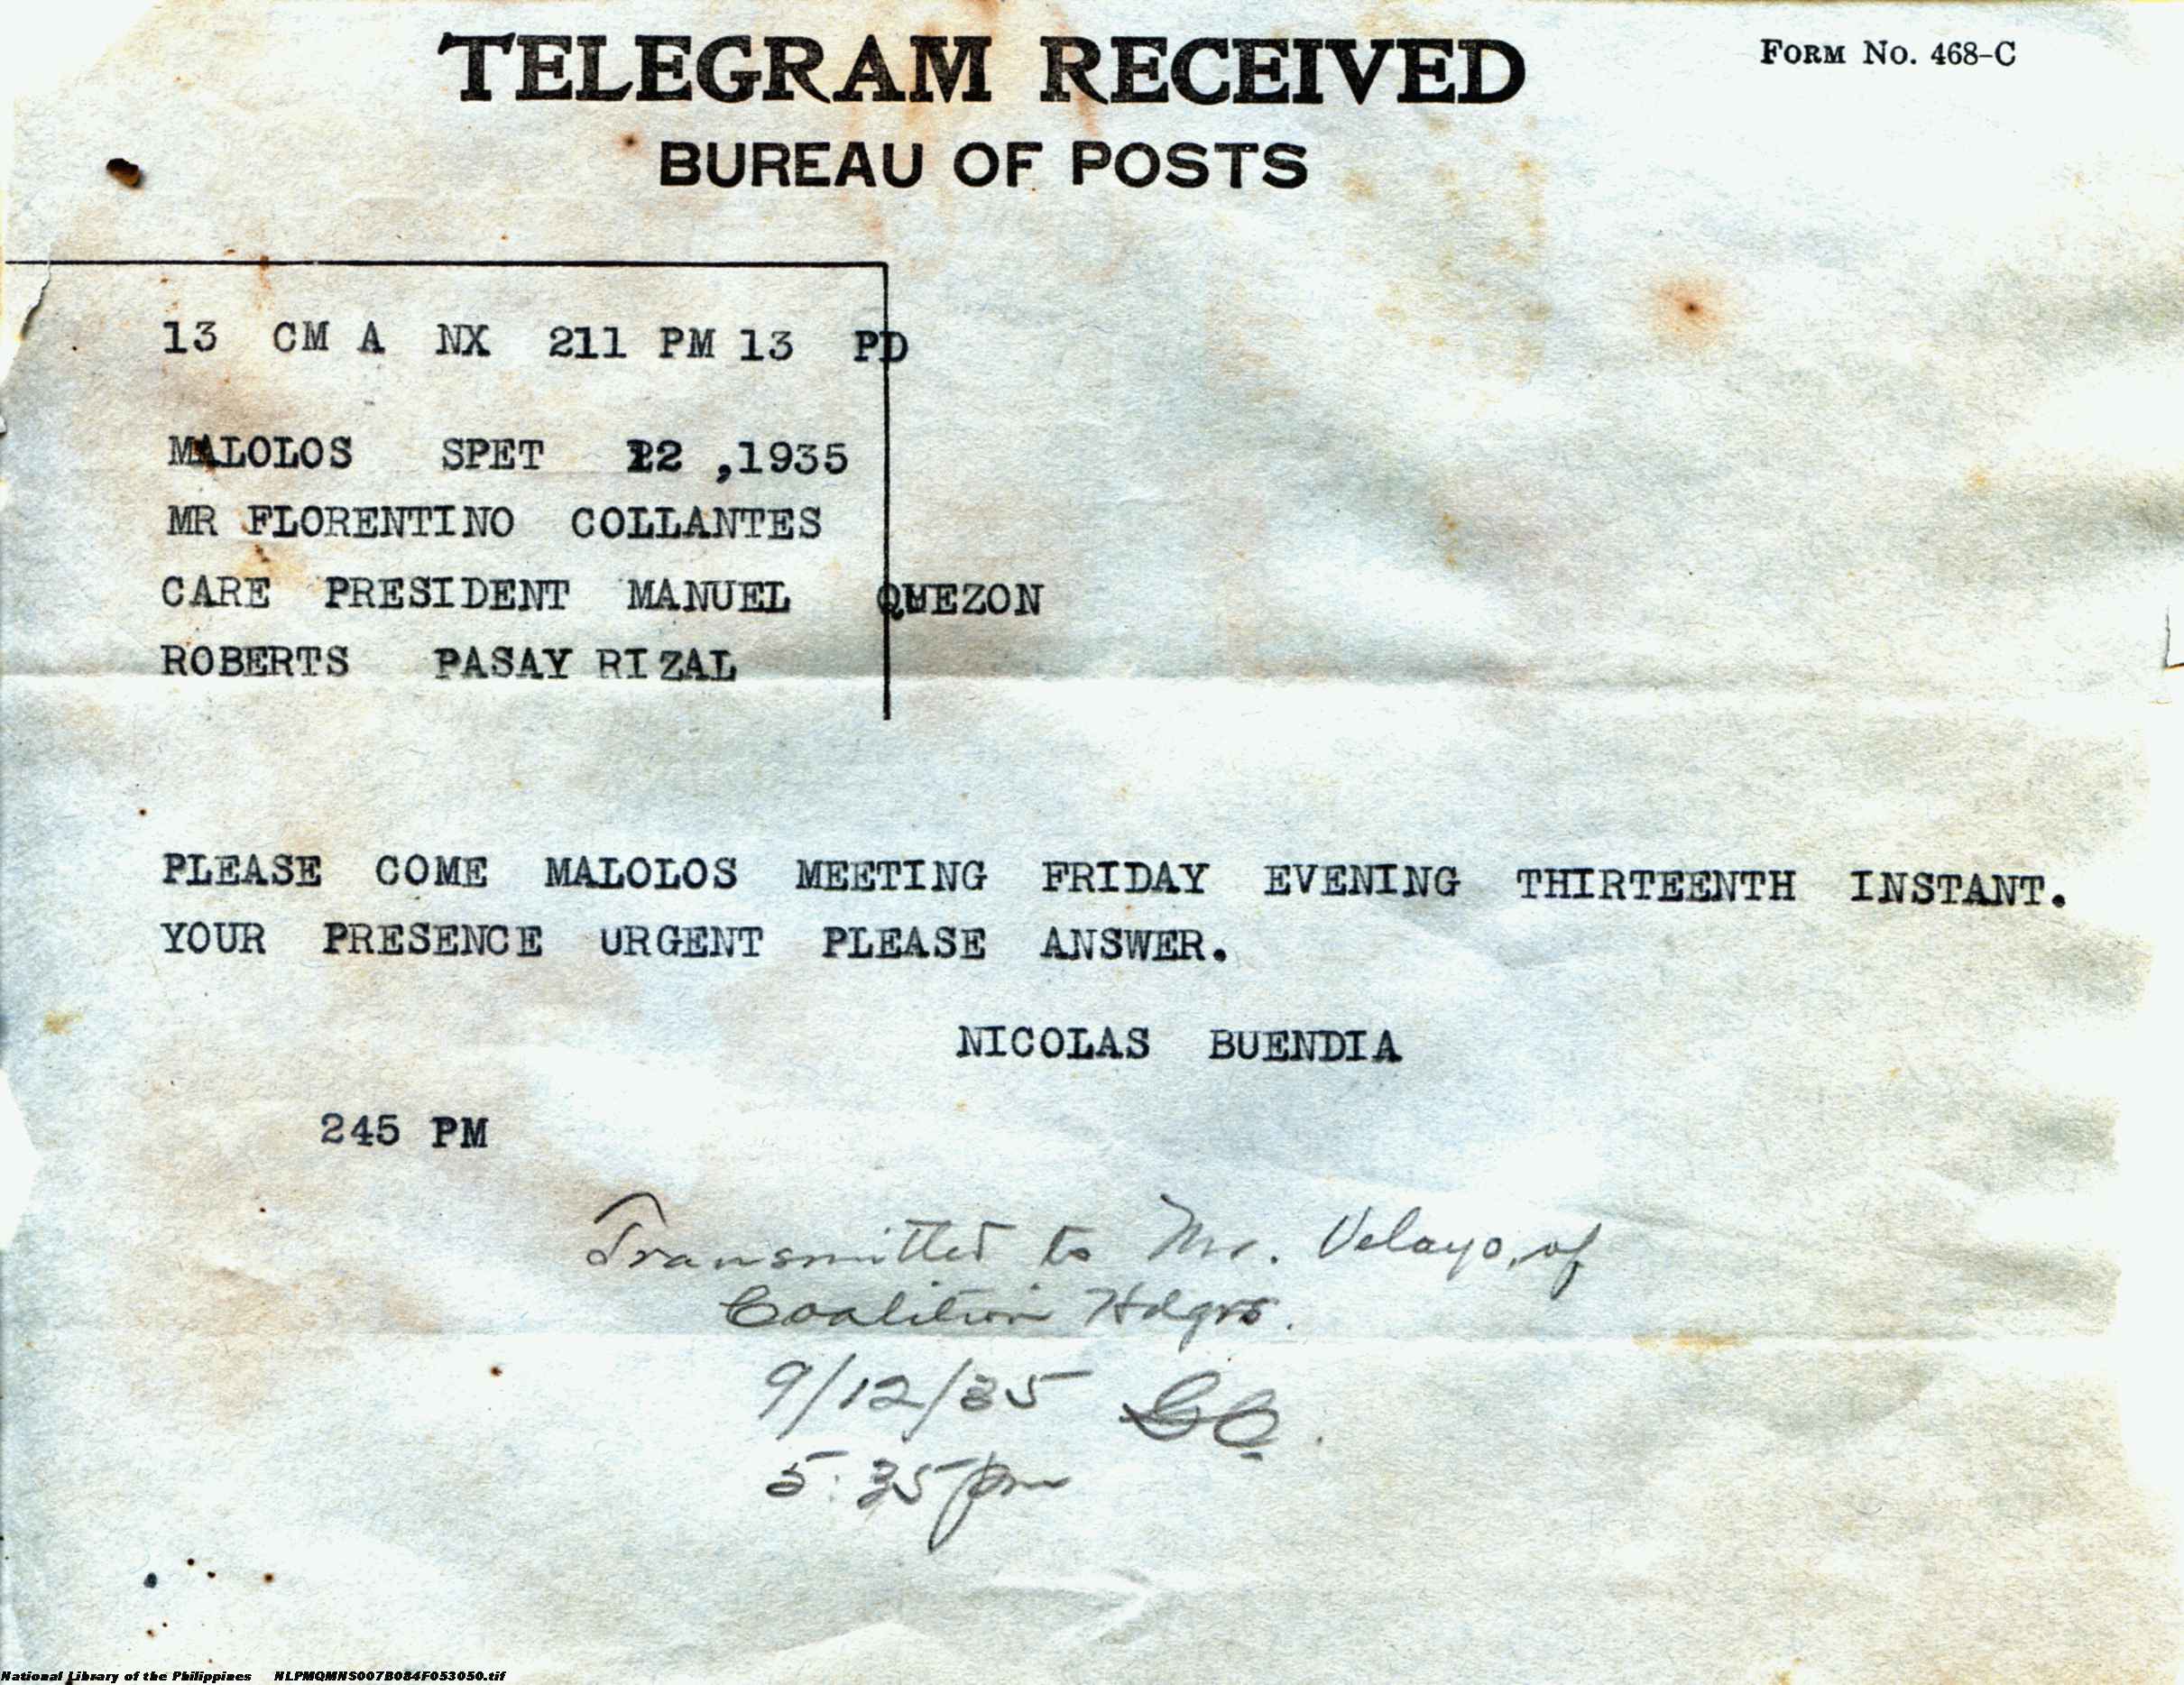 TELEGRAM RECEIVED
FORM NO. 468-C
BUREAU OF POSTS
13 CM A NX 211 PM 13 PD
MALOLOS SPET 12 ,1935
MR FLORENTINO COLLANTES
CARE PRESIDENT MANUEL QUEZON
ROBERTS PASAY RIZAL
PLEASE COME MALOLOS MEETING FRIDAY EVENING THIRTEENTH INSTANT.
YOUR PRESENCE URGENT PLEASE ANSWER.
NICOLAS BUENDIA
245 PM
Transmitted to Mr. Velayo, of
Coalition Hdqrs.
9/12/35
5:35 pm
National Library of the Philippines NLPMQMNS007B084F053050.tif